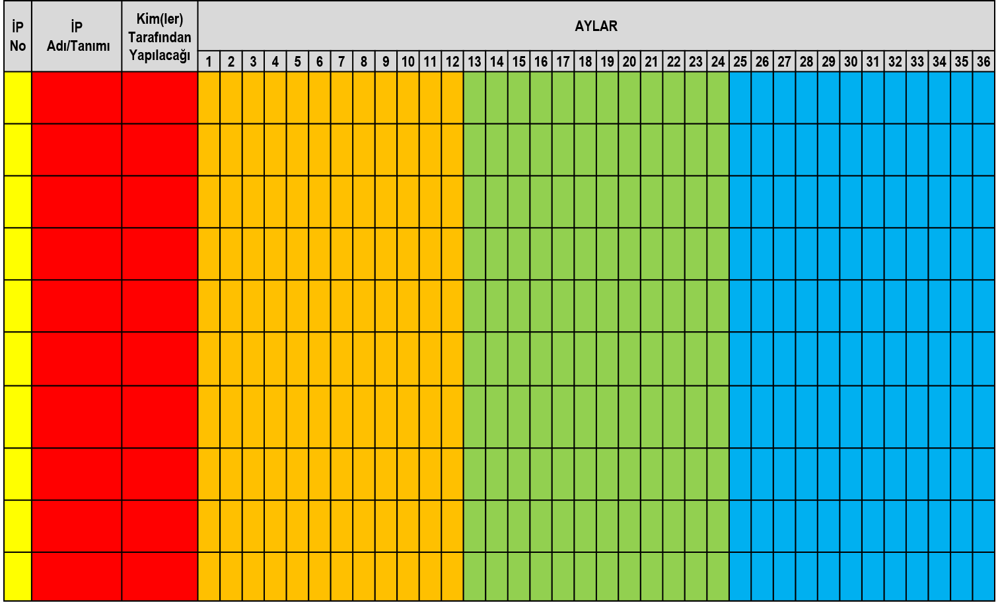 İP
No
İP
Adı/Tanımı
Kim(ler)
Tarafından
Yapılacağı
AYLAR
1 2 3 4 5 6 7 8 9 10 11 12 13 14 15 16 17 18 19 20 21 22 23 24 25 26 27 28 29 30 31 32 33 34 35 36